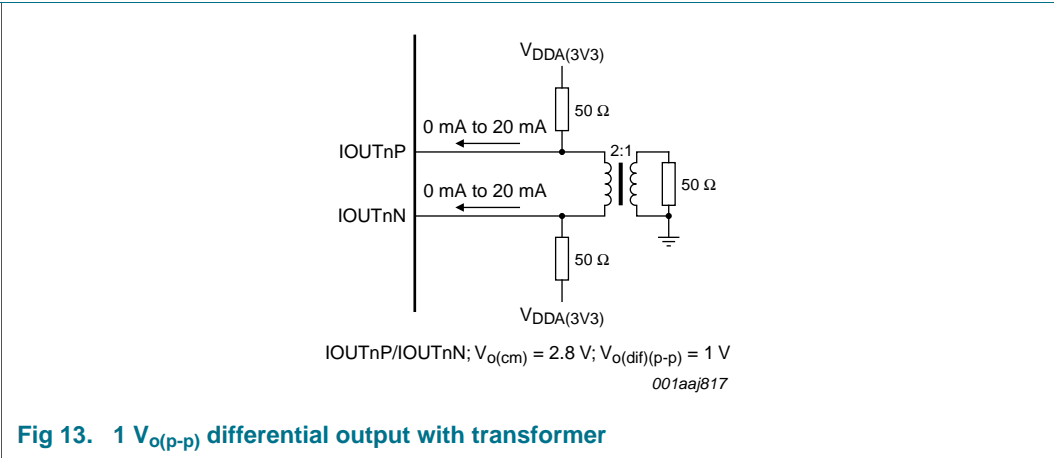 VDDA(3V3)
50 Ω
0 mA to 20 mA
IOUTnP
2:1
50 Ω
0 mA to 20 mA
IOUTnN
50 Ω
VDDA(3V3)
IOUTnP/IOUTnN; Vo(cm) = 2.8 V; Vo(dif)(p-p) = 1 V
001aaj817
Fig 13. 1 Vo(p-p) differential output with transformer